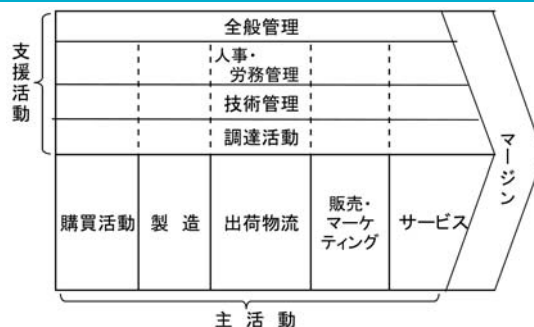 全般管理
人事・
労務管理
技術管理
調達活動
支援活動
購買活動
製 造
出荷物流
販売・
マーケ
ティング
サービス
マージン
主 活 動